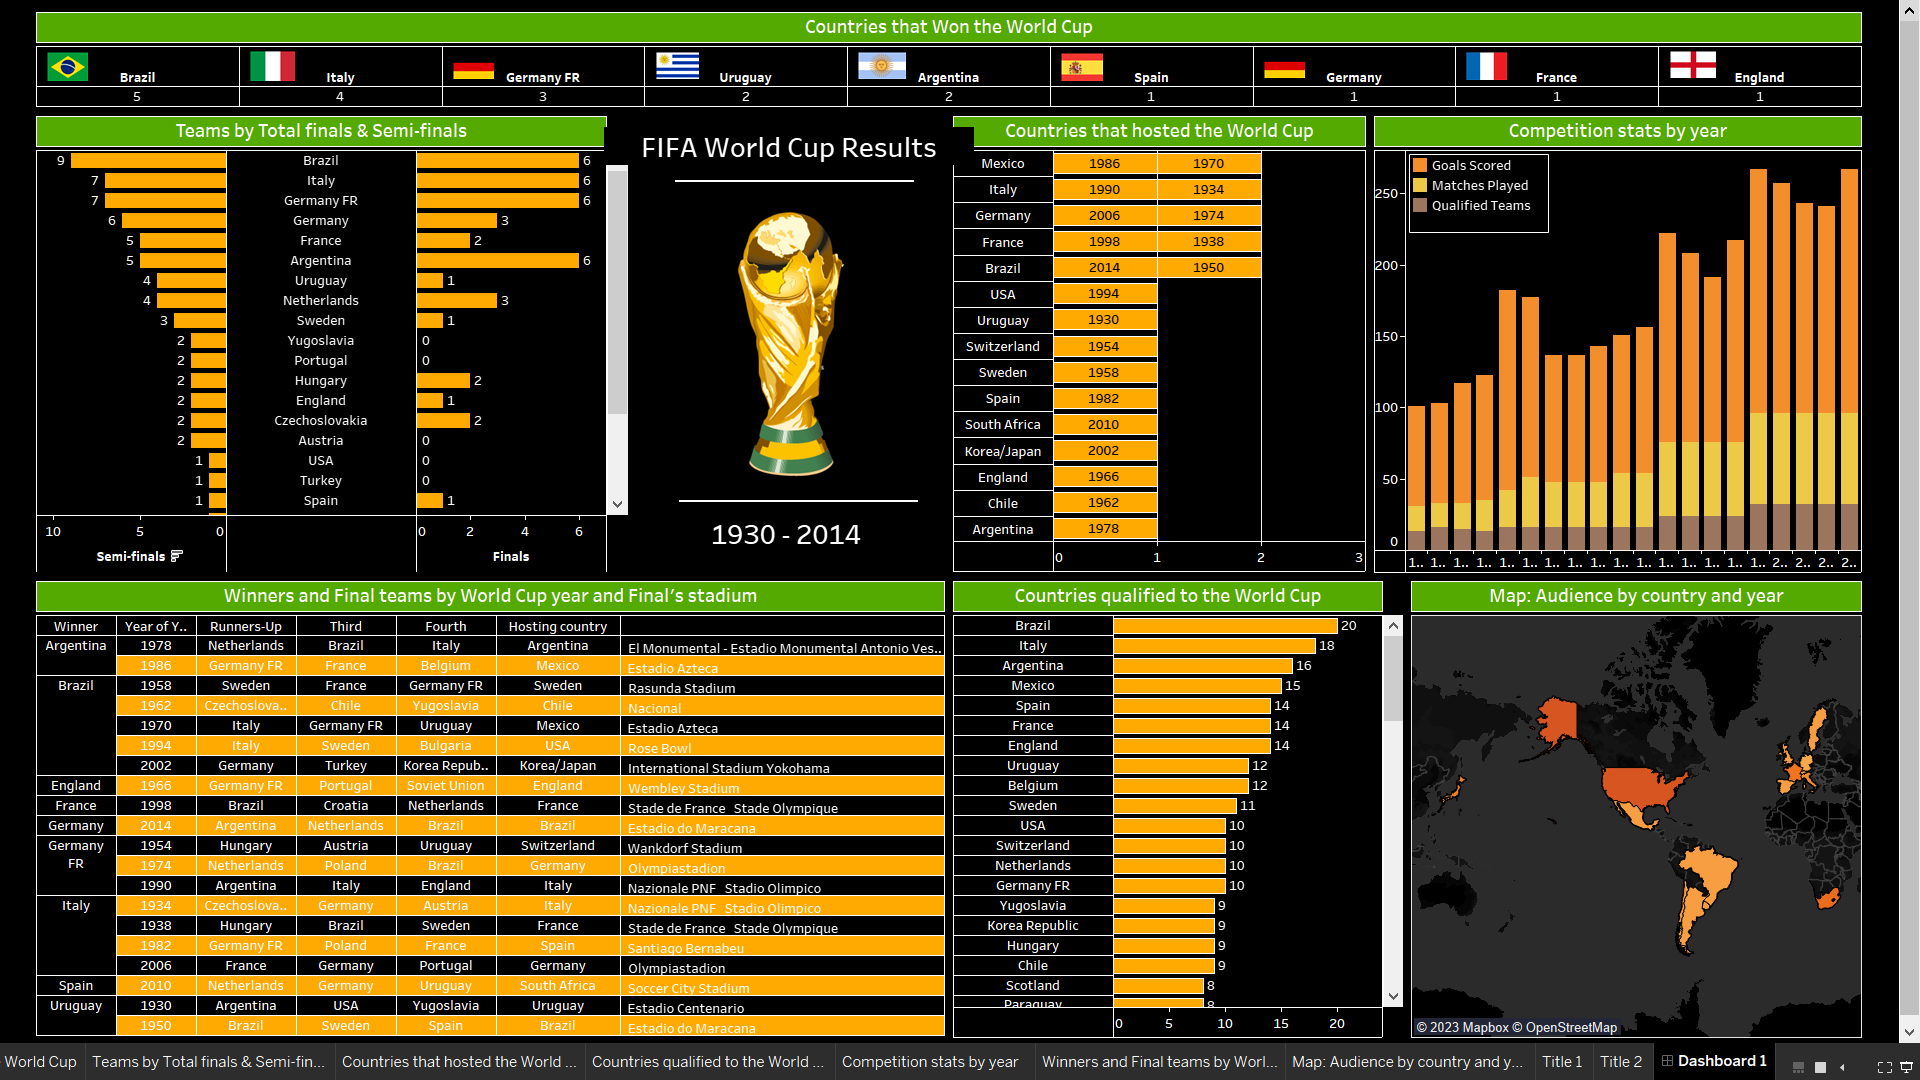 Countries that Won the World Cup
Brazil Italy Germany FR Uruguay Argentina Spain Germany France England
5 4 3 2 2 1 1 1 1
Teams by Total finals & Semi-finals
9 Brazil 6
7 Italy 6
7 Germany FR 6
6 Germany 3
5 France 2
5 Argentina 6
4 Uruguay 1
4 Netherlands 3
3 Sweden 1
2 Yugoslavia 0
2 Portugal 0
2 Hungary 2
2 England 1
2 Czechoslovakia 2
2 Austria 0
1 USA 0
1 Turkey 0
1 Spain 1
10 5 0 0 2 4 6
Semi-finals Finals
FIFA World Cup Results
1930 - 2014
Countries that hosted the World Cup
Mexico 1986 1970
Italy 1990 1934
Germany 2006 1974
France 1998 1938
Brazil 2014 1950
USA 1994
Uruguay 1930
Switzerland 1954
Sweden 1958
Spain 1982
South Africa 2010
Korea/Japan 2002
England 1966
Chile 1962
Argentina 1978
0 1 2 3
Competition stats by year
Goals Scored
Matches Played
Qualified Teams
250
200
150
100
50
0
1.. 1.. 1.. 1.. 1.. 1.. 1.. 1.. 1.. 1.. 1.. 1.. 1.. 1.. 1.. 1.. 2.. 2.. 2.. 2..
Winners and Final teams by World Cup year and Final's stadium
Winner Year of Y.. Runners-Up Third Fourth Hosting country
Argentina 1978 Netherlands Brazil Italy Argentina El Monumental - Estadio Monumental Antonio Ves..
1986 Germany FR France Belgium Mexico Estadio Azteca
Brazil 1958 Sweden France Germany FR Sweden Rasunda Stadium
1962 Czechoslova.. Chile Yugoslavia Chile Nacional
1970 Italy Germany FR Uruguay Mexico Estadio Azteca
1994 Italy Sweden Bulgaria USA Rose Bowl
2002 Germany Turkey Korea Repub.. Korea/Japan International Stadium Yokohama
England 1966 Germany FR Portugal Soviet Union England Wembley Stadium
France 1998 Brazil Croatia Netherlands France Stade de France Stade Olympique
Germany 2014 Argentina Netherlands Brazil Brazil Estadio do Maracana
Germany FR 1954 Hungary Austria Uruguay Switzerland Wankdorf Stadium
1974 Netherlands Poland Brazil Germany Olympiastadion
1990 Argentina Italy England Italy Nazionale PNF Stadio Olimpico
Italy 1934 Czechoslova.. Germany Austria Italy Nazionale PNF Stadio Olimpico
1938 Hungary Brazil Sweden France Stade de France Stade Olympique
1982 Germany FR Poland France Spain Santiago Bernabeu
2006 France Germany Portugal Germany Olympiastadion
Spain 2010 Netherlands Germany Uruguay South Africa Soccer City Stadium
Uruguay 1930 Argentina USA Yugoslavia Uruguay Estadio Centenario
1950 Brazil Sweden Spain Brazil Estadio do Maracana
Countries qualified to the World Cup
Brazil 20
Italy 18
Argentina 16
Mexico 15
Spain 14
France 14
England 14
Uruguay 12
Belgium 12
Sweden 11
USA 10
Switzerland 10
Netherlands 10
Germany FR 10
Yugoslavia 9
Korea Republic 9
Hungary 9
Chile 9
Scotland 8
Paraguay 8
0 5 10 15 20
Map: Audience by country and year
© 2023 Mapbox © OpenStreetMap
World Cup Teams by Total finals & Semi-fin... Countries that hosted the World ... Countries qualified to the World ... Competition stats by year Winners and Final teams by Worl... Map: Audience by country and y... Title 1 Title 2 Dashboard 1